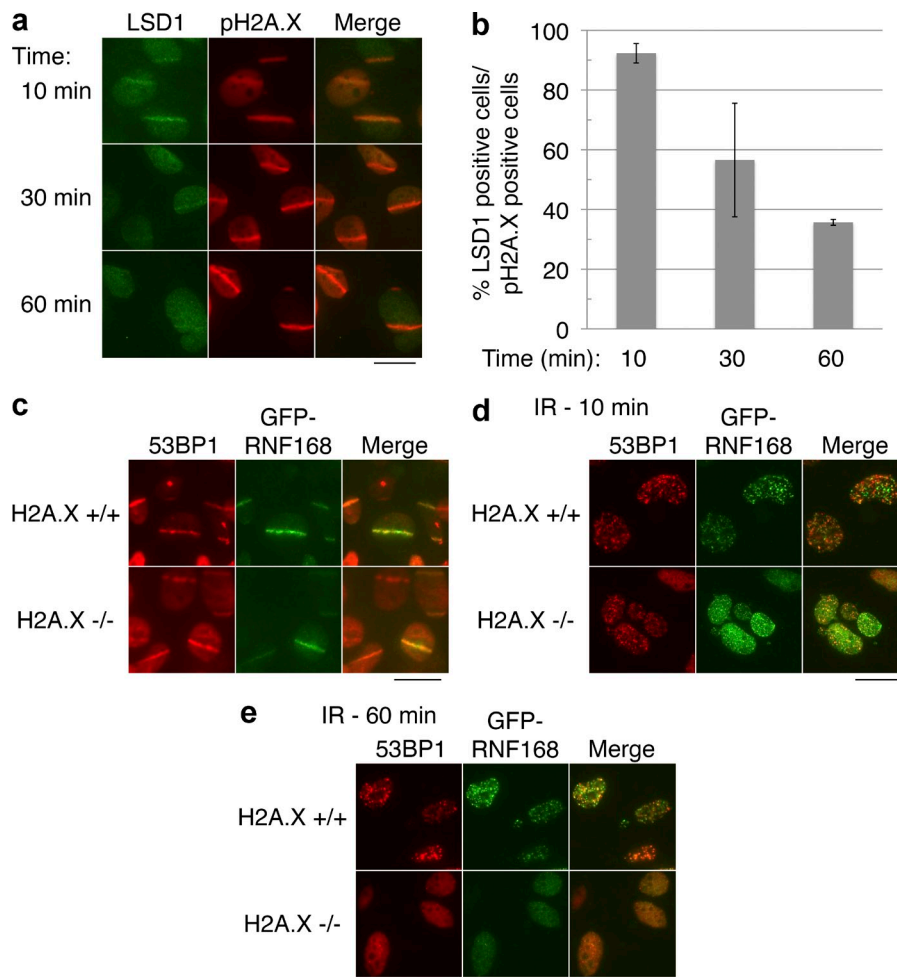 a
LSD1 pH2A.X Merge
Time:
10 min
30 min
60 min
b
% LSD1 positive cells/
pH2A.X positive cells
100
80
60
40
20
0
Time (min): 10 30 60
c
GFP-
53BP1 RNF168 Merge
H2A.X +/+
H2A.X -/-
d IR - 10 min
GFP-
53BP1 RNF168 Merge
H2A.X +/+
H2A.X -/-
e IR - 60 min
GFP-
53BP1 RNF168 Merge
H2A.X +/+
H2A.X -/-